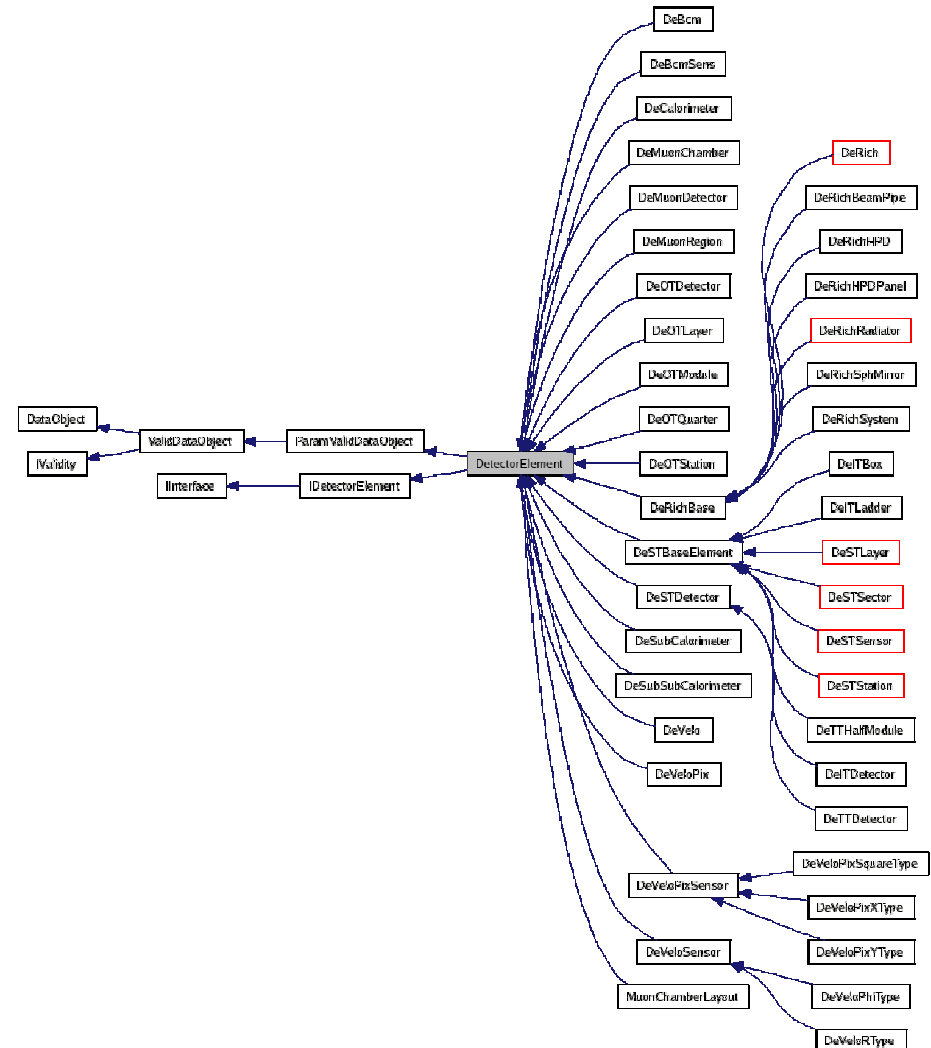 DeBcm
DeBcmSens
DeCalorimeter
DeMuonChamber
DeRich
DeMuonDetector
DeRichBeamPipe
DeMuonRegion
DeRichHPD
DeOTDetector
DeRichHPDPanel
DeOTLayer
DeRichRadiator
DeOTModule
DeRichSphMirror
DataObject
DeOTQuarter
DeRichSystem
ValidDataObject
ParamValidDataObject
IValidity
DetectorElement
DeOTStation
DeITBox
IInterface
IDetectorElement
DeRichBase
DeITLadder
DeSTBaseElement
DeSTLayer
DeSTDetector
DeSTSector
DeSubCalorimeter
DeSTSensor
DeSubSubCalorimeter
DeSTStation
DeVelo
DeTTHalfModule
DeVeloPix
DeITDetector
DeTTDetector
DeVeloPixSquareType
DeVeloPixSensor
DeVeloPixXType
DeVeloSensor
DeVeloPixYType
MuonChamberLayout
DeVeloPhiType
DeVeloRType